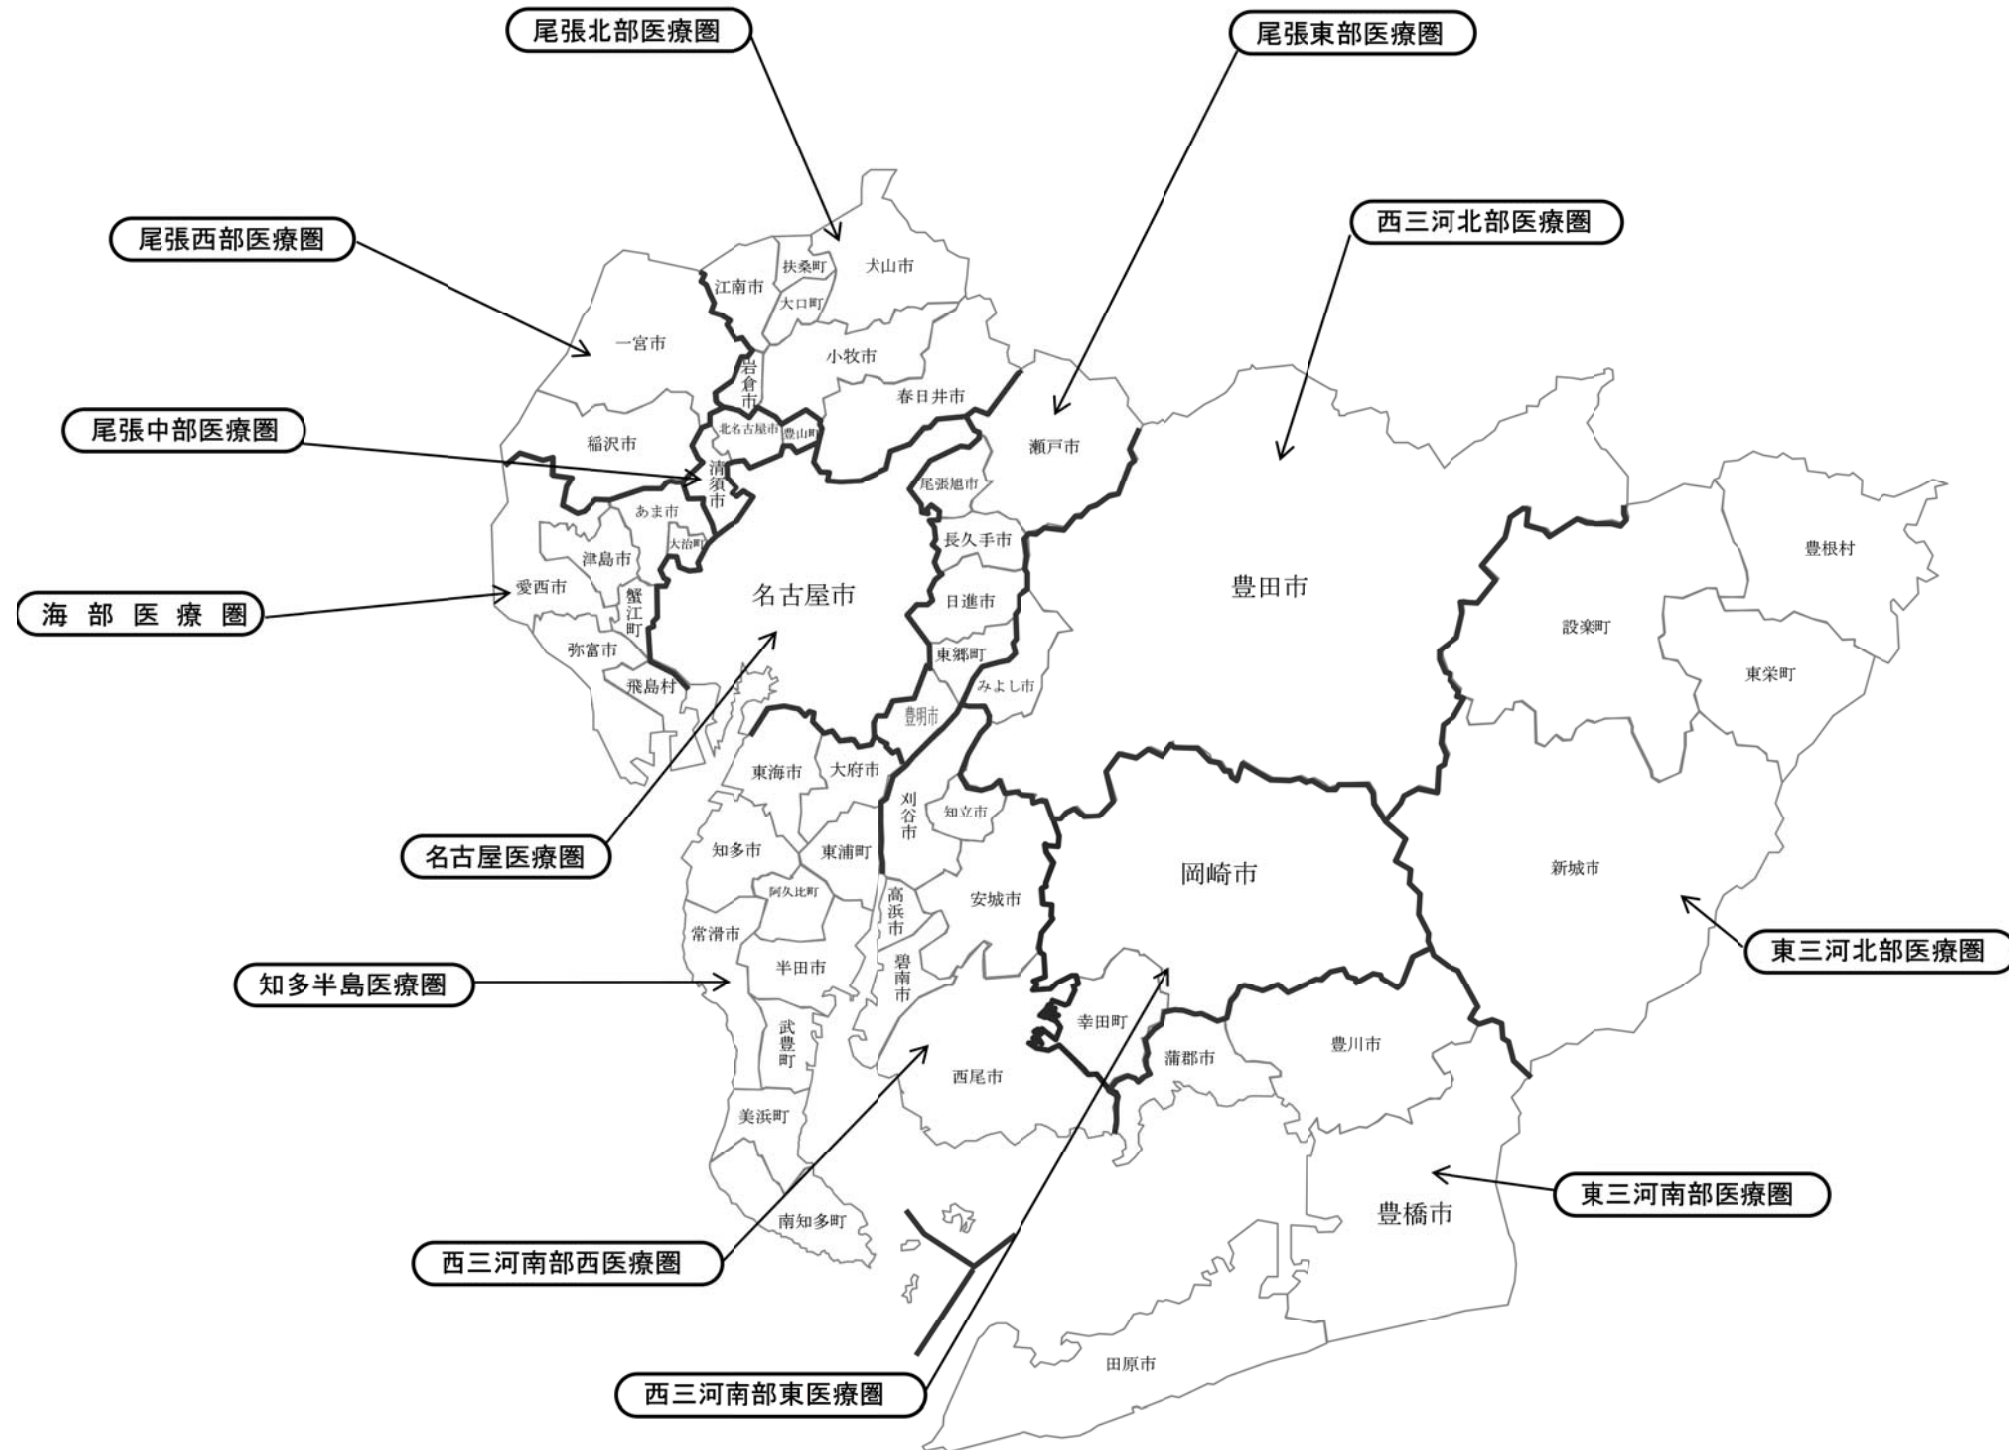 尾張北部医療圏
尾張東部医療圏
西三河北部医療圏
尾張西部医療圏
扶桑町
犬山市
江南市
大口町
一宮市
岩倉市
小牧市
春日井市
尾張中部医療圏
稲沢市
北名古屋市
豊山町
瀬戸市
清須市
尾張旭市
あま市
大治町
長久手市
豊根村
津島市
愛西市
名古屋市
豊田市
海部医療圏
蟹江町
日進市
設楽町
弥富市
東郷町
東栄町
飛島村
みよし市
豊明市
東海市
大府市
刈谷市
知立市
名古屋医療圏
知多市
東浦町
岡崎市
新城市
阿久比町
高浜市
安城市
常滑市
東三河北部医療圏
半田市
碧南市
知多半島医療圏
幸田町
武豊町
豊川市
蒲郡市
西尾市
美浜町
東三河南部医療圏
豊橋市
南知多町
西三河南部西医療圏
田原市
西三河南部東医療圏